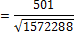 = 501 / √1572288